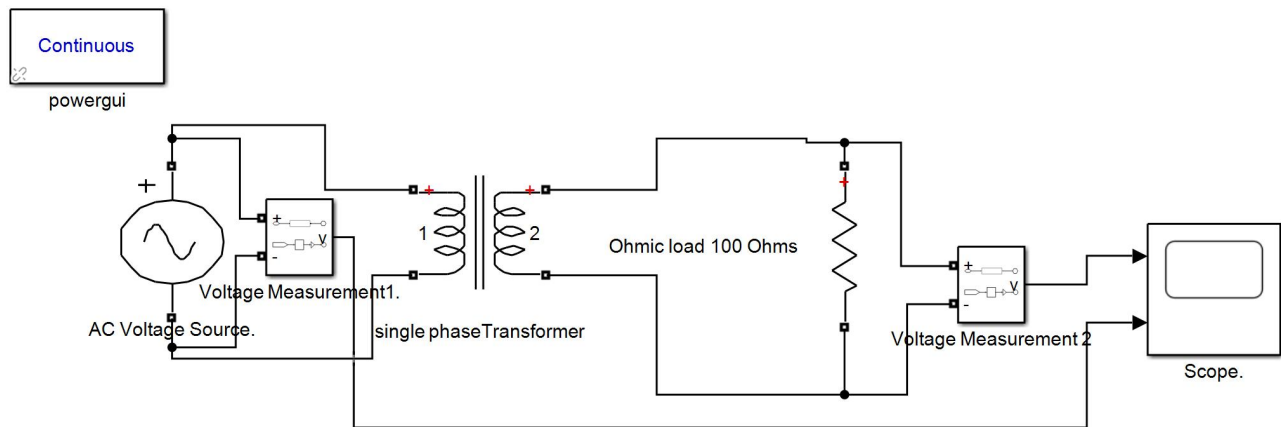 Continuous
powergui
+
+
+
+
1
2
+
v
-
Ohmic load 100 Ohms
+
v
-
Voltage Measurement1.
AC Voltage Source.
single phaseTransformer
Voltage Measurement 2
Scope.